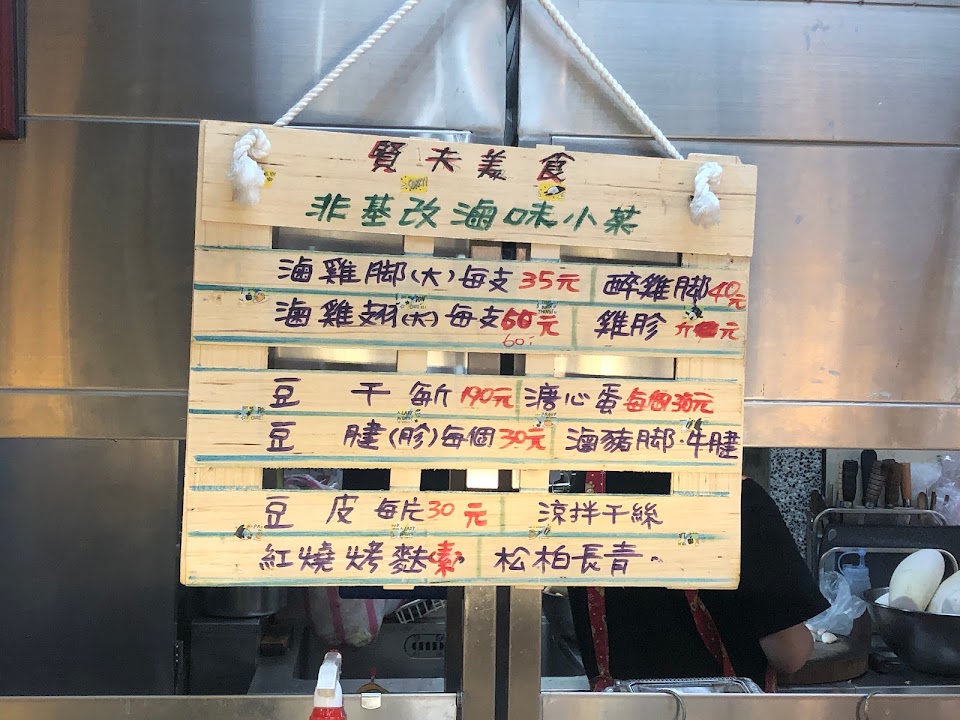 賢夫美食
非基改滷味小菜
滷雞腳(大)每支35元 醉雞腳40元
滷雞翅(大)每支60元 雞胗 元
60元
豆干每斤190元 溏心蛋每個30元
豆腱(胗)每個30元 滷豬腳·牛腱
豆皮每片30元 涼拌干絲
紅燒烤麩(素) 松柏長青